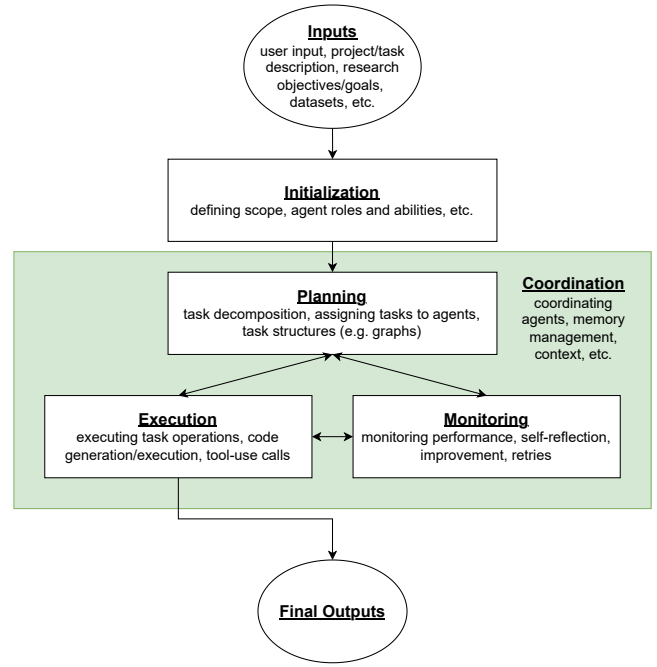 Inputs
user input, project/task
description, research
objectives/goals,
datasets, etc.
Initialization
defining scope, agent roles and abilities, etc.
Planning
task decomposition, assigning tasks to agents,
task structures (e.g. graphs)
Coordination
coordinating
agents, memory
management,
context, etc.
Execution
executing task operations, code
generation/execution, tool-use calls
Monitoring
monitoring performance, self-reflection,
improvement, retries
Final Outputs